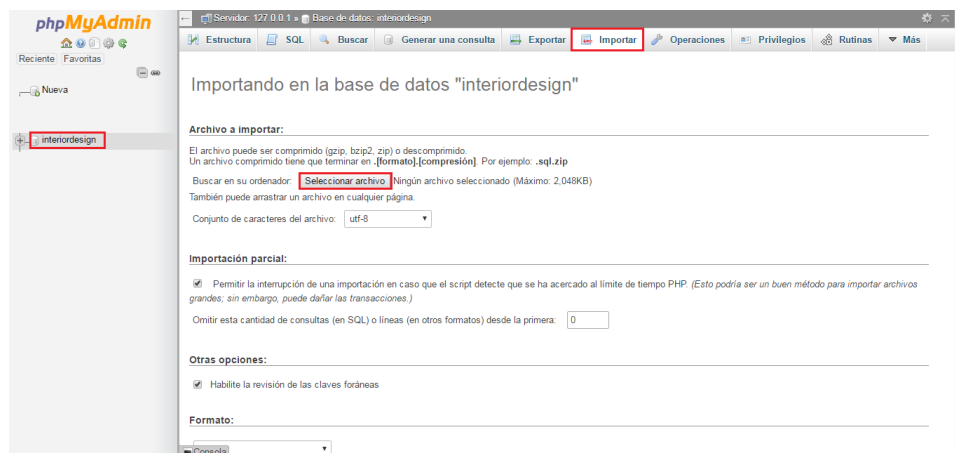 phpMyAdmin
Reciente Favoritas
Nueva
interiordesign
Servidor: 127.0.0.1 » Base de datos: interiordesign
Estructura SQL Buscar Generar una consulta Exportar Importar Operaciones Privilegios Rutinas Más
Importando en la base de datos "interiordesign"
Archivo a importar:
El archivo puede ser comprimido (gzip, bzip2, zip) o descomprimido.
Un archivo comprimido tiene que terminar en .[formato].[compresión]. Por ejemplo: .sql.zip
Buscar en su ordenador: Seleccionar archivo Ningún archivo seleccionado (Máximo: 2,048KB)
También puede arrastrar un archivo en cualquier página.
Conjunto de caracteres del archivo: utf-8
Importación parcial:
Permitir la interrupción de una importación en caso que el script detecte que se ha acercado al límite de tiempo PHP. (Esto podría ser un buen método para importar archivos
grandes; sin embargo, puede dañar las transacciones.)
Omitir esta cantidad de consultas (en SQL) o líneas (en otros formatos) desde la primera: 0
Otras opciones:
Habilite la revisión de las claves foráneas
Formato:
Consola